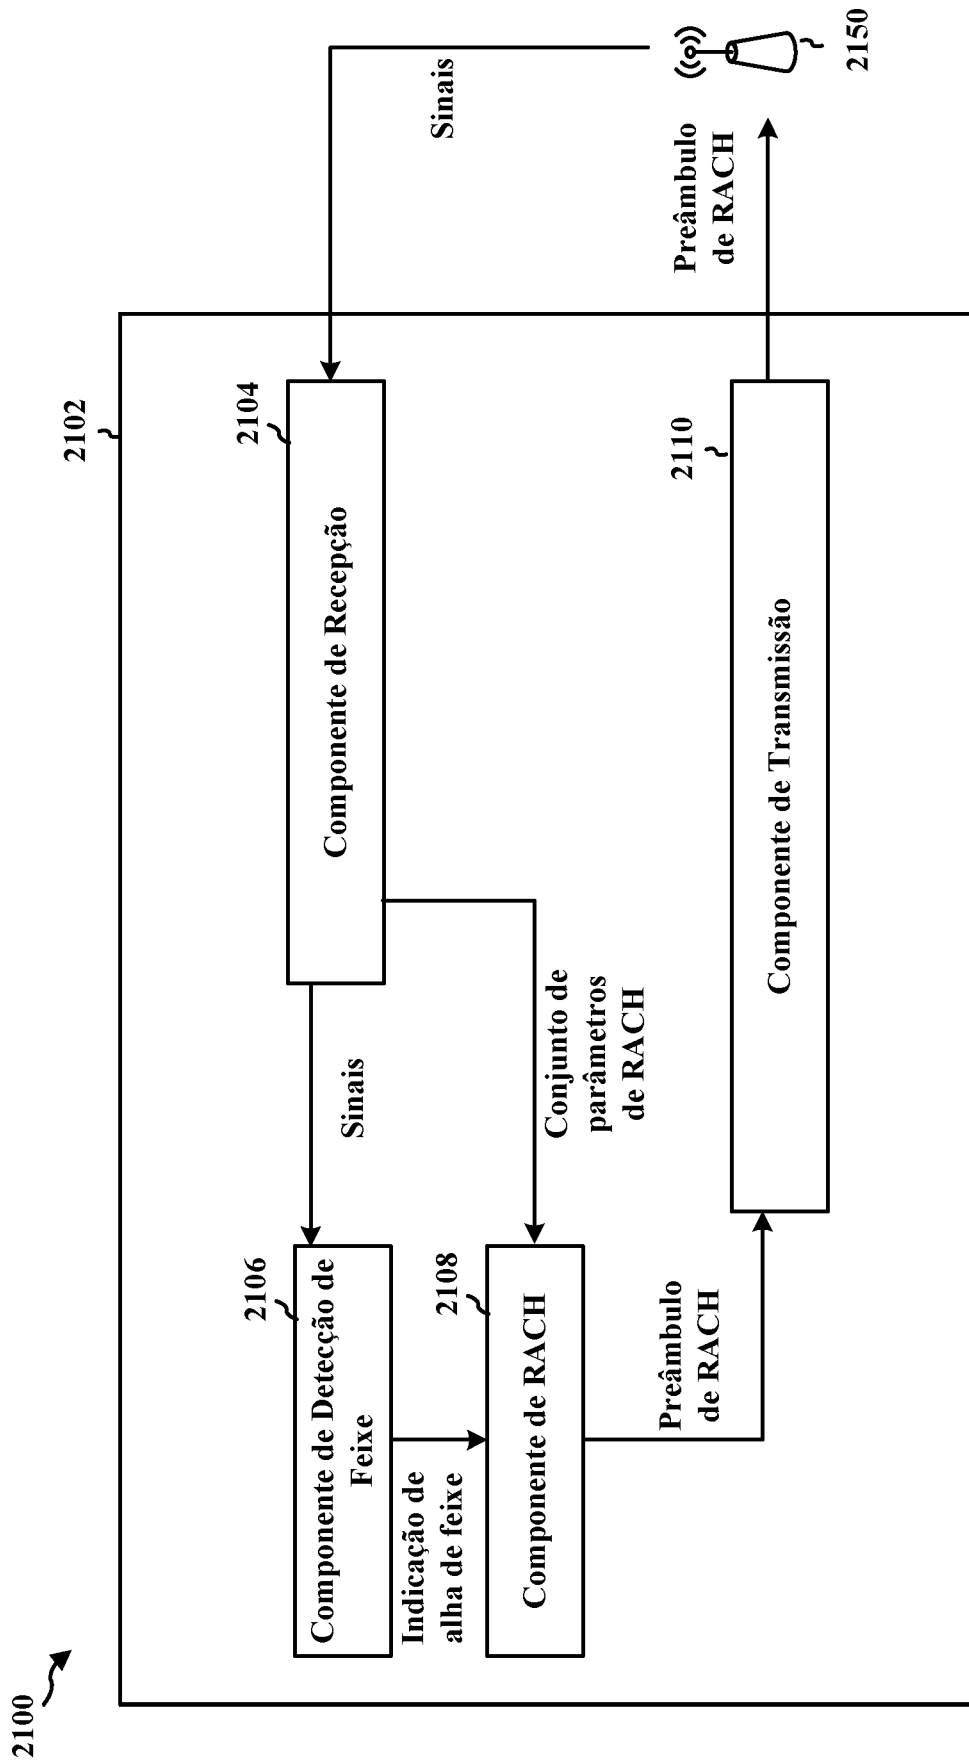 2100
2102
2106
Componente de Detecção de
Feixe
Sinais
2104
Componente de Recepção
Sinais
2150
Indicação de
alha de feixe
2108
Componente de RACH
Conjunto de
parâmetros
de RACH
Preâmbulo
de RACH
2110
Componente de Transmissão
Preâmbulo
de RACH